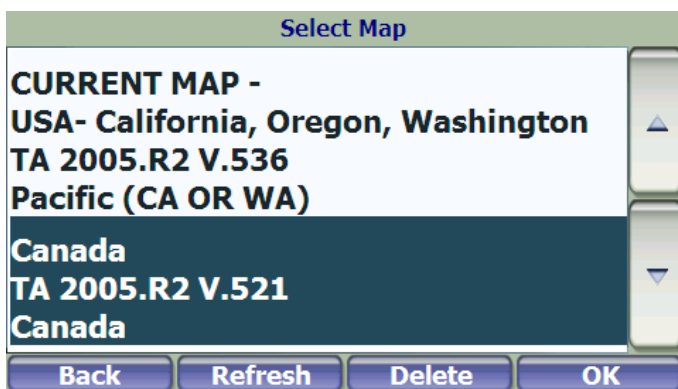 Select Map
CURRENT MAP -
USA- California, Oregon, Washington
TA 2005.R2 V.536
Pacific (CA OR WA)
Canada
TA 2005.R2 V.521
Canada
Back Refresh Delete OK